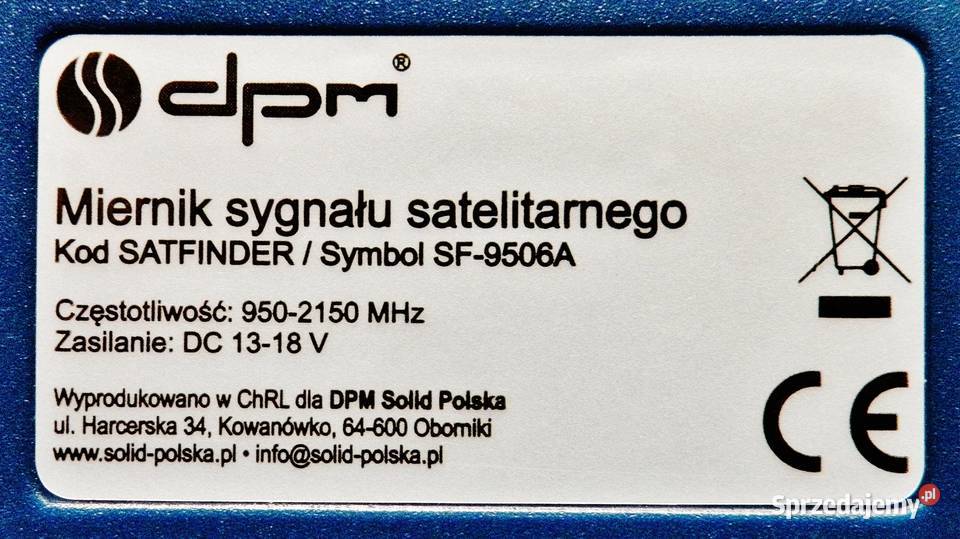 dpm®
Miernik sygnału satelitarnego
Kod SATFINDER / Symbol SF-9506A
Częstotliwość: 950-2150 MHz
Zasilanie: DC 13-18 V
Wyprodukowano w ChRL dla DPM Solid Polska
ul. Harcerska 34, Kowanówko, 64-600 Oborniki
www.solid-polska.pl • info@solid-polska.pl
CE
Sprzedajemy.pl